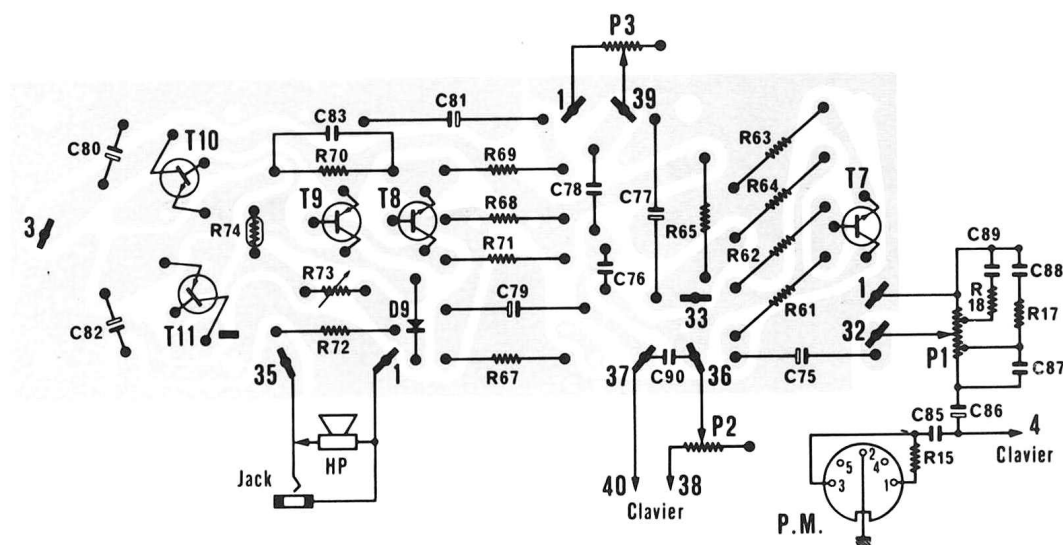 P3
1
39
C81
C83
C80
T10
R70
R69
R63
C78
C77
R64
T7
T9
T8
R68
3
R74
R65
C89
R71
R62
C88
R73
C76
R
18
R17
C79
D9
R61
1
33
C82
T11
R72
32
P1
35
1
R67
37
C90
36
C75
C87
C86
C85
4
P2
R15
Clavier
HP
2
5
4
3
1
Jack
40
38
Clavier
P.M.